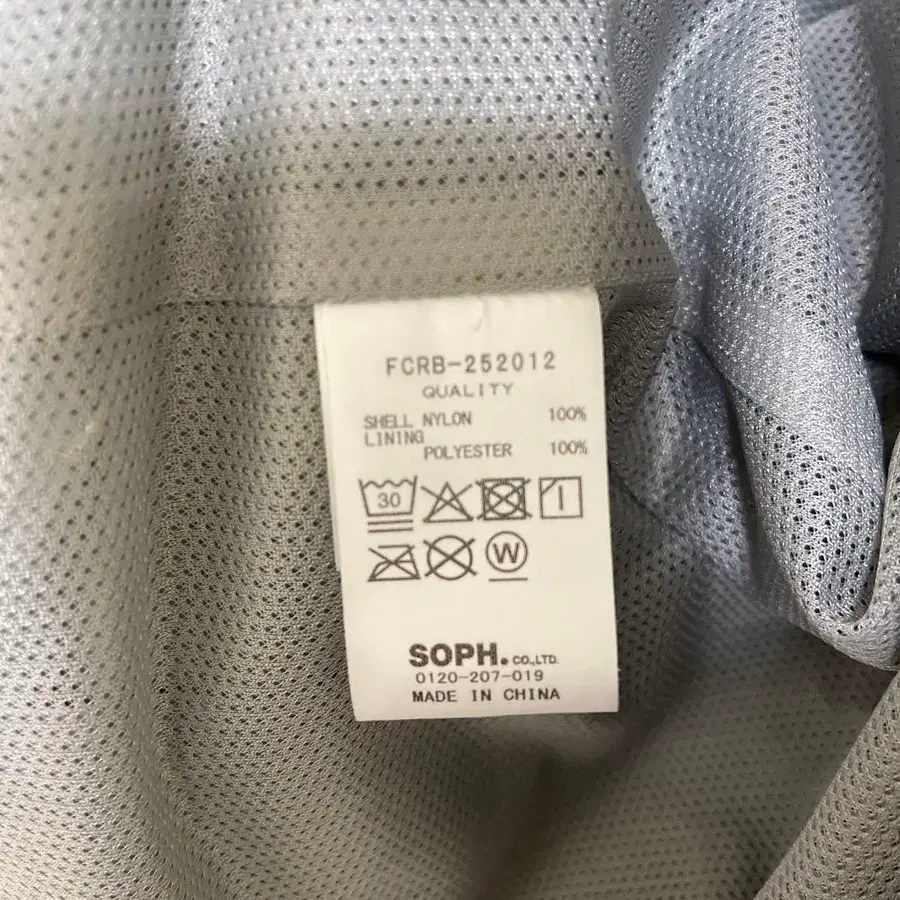 FCRB-252012
QUALITY
SHELL NYLON 100%
LINING
POLYESTER 100%
30
W
SOPH. CO.,LTD.
0120-207-019
MADE IN CHINA